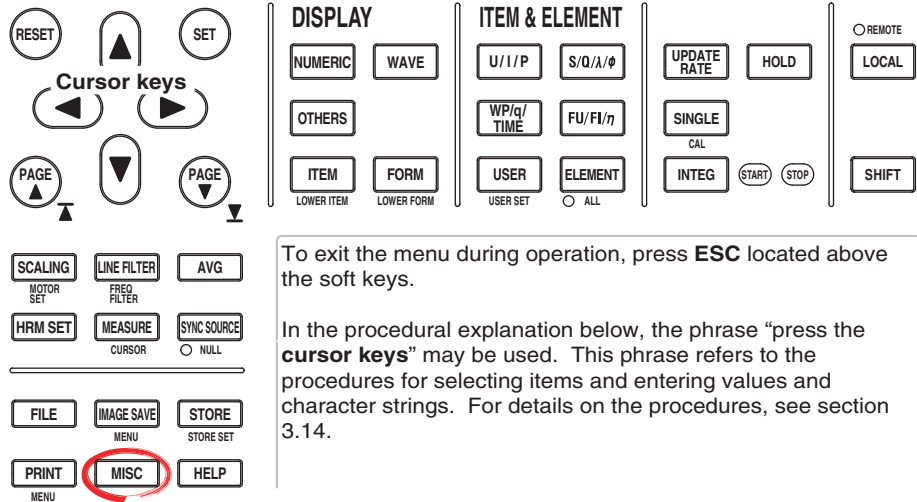 RESET
SET
Cursor keys
PAGE
PAGE
DISPLAY
NUMERIC WAVE
OTHERS
ITEM FORM
LOWER ITEM LOWER FORM
ITEM & ELEMENT
U / I / P S/Q/λ/ϕ
WP/q/
TIME
FU/FI/η
USER ELEMENT
USER SET ALL
UPDATE
RATE
HOLD
SINGLE
CAL
INTEG START STOP
REMOTE
LOCAL
SHIFT
SCALING LINE FILTER AVG
MOTOR
SET
FREQ
FILTER
HRM SET MEASURE SYNC SOURCE
CURSOR NULL
FILE IMAGE SAVE STORE
MENU STORE SET
PRINT MISC HELP
MENU
To exit the menu during operation, press ESC located above
the soft keys.
In the procedural explanation below, the phrase “press the
cursor keys” may be used. This phrase refers to the
procedures for selecting items and entering values and
character strings. For details on the procedures, see section
3.14.